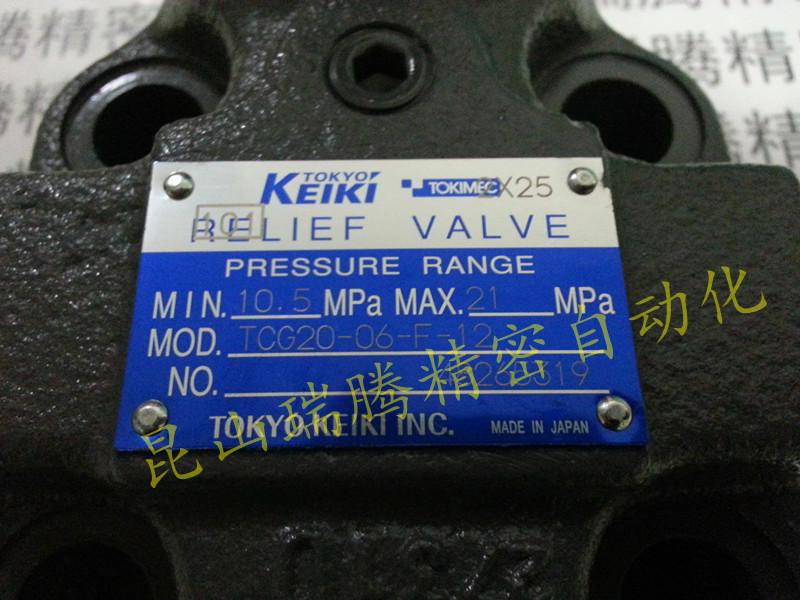 TOKYO KEIKI TOKIMEC 2X25
101
RELIEF VALVE
PRESSURE RANGE
MIN. 10.5 MPa MAX. 21 MPa
MOD. TCG20-06-F-12
NO.
TOKYO KEIKI INC. MADE IN JAPAN
昆山瑞腾精密自动化